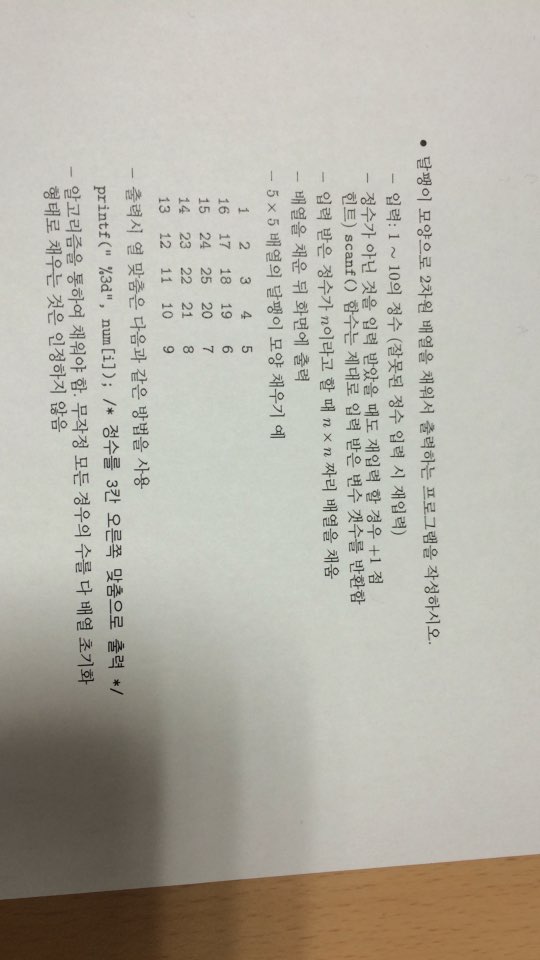 • 달팽이 모양으로 2차원 배열을 채워서 출력하는 프로그램을 작성하시오.
– 입력: 1 ~ 10의 정수 (잘못된 정수 입력 시 재입력)
– 정수가 아닌 것을 입력 받았을 때도 재입력 할 경우 +1 점
힌트) scanf() 함수는 제대로 입력 받은 변수 갯수를 반환함
– 입력 받은 정수가 n이라고 할 때 n × n 짜리 배열을 채움
– 배열을 채운 뒤 화면에 출력
– 5 × 5 배열의 달팽이 모양 채우기 예
1 2 3 4 5
16 17 18 19 6
15 24 25 20 7
14 23 22 21 8
13 12 11 10 9
– 출력시 열 맞춤은 다음과 같은 방법을 사용
printf(" %3d", num[i]); /* 정수를 3칸 오른쪽 맞춤으로 출력 */
– 알고리즘을 통하여 채워야 함. 무작정 모든 경우의 수를 다 배열 초기화
형태로 채우는 것은 인정하지 않음